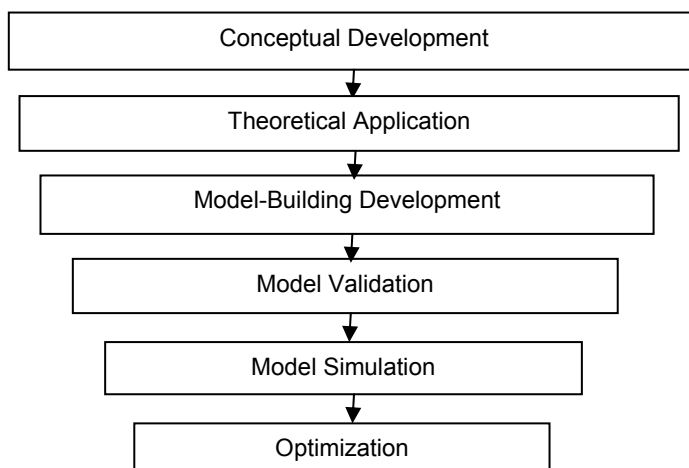 Conceptual Development
Theoretical Application
Model-Building Development
Model Validation
Model Simulation
Optimization